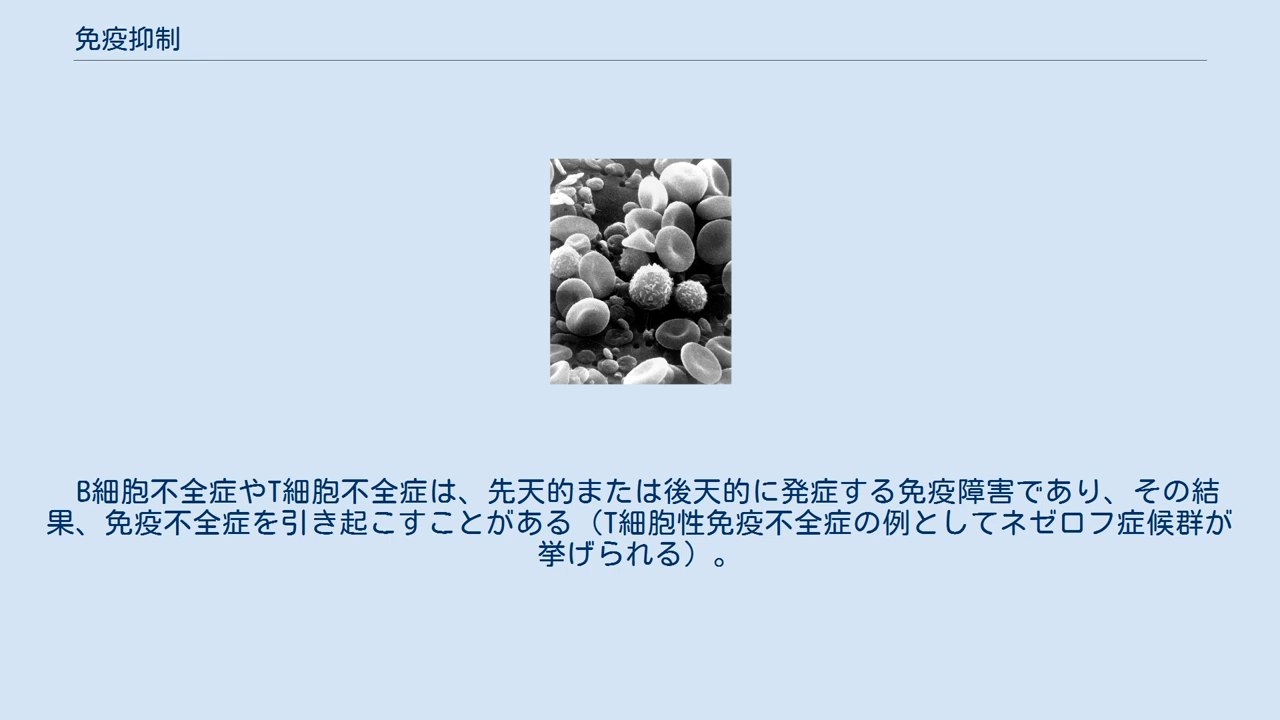 免疫抑制
B細胞不全症やT細胞不全症は、先天的または後天的に発症する免疫障害であり、その結
果、免疫不全症を引き起こすことがある（T細胞性免疫不全症の例としてネゼロフ症候群が
挙げられる）。